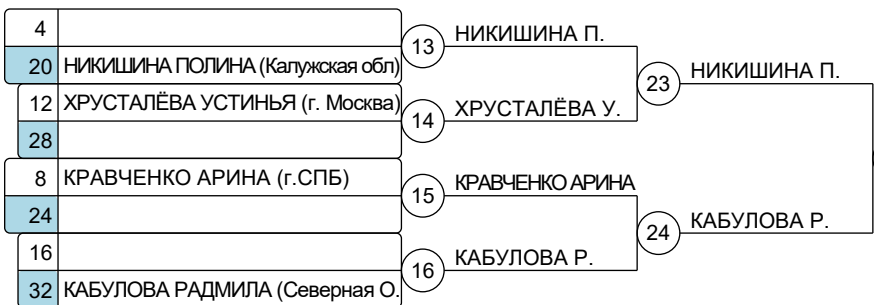 4
20 НИКИШИНА ПОЛИНА (Калужская обл)
12 ХРУСТАЛЁВА УСТИНЬЯ (г. Москва)
28
8 КРАВЧЕНКО АРИНА (г.СПБ)
24
16
32 КАБУЛОВА РАДМИЛА (Северная О.
13 НИКИШИНА П.
14 ХРУСТАЛЁВА У.
15 КРАВЧЕНКО АРИНА
16 КАБУЛОВА Р.
23 НИКИШИНА П.
24 КАБУЛОВА Р.